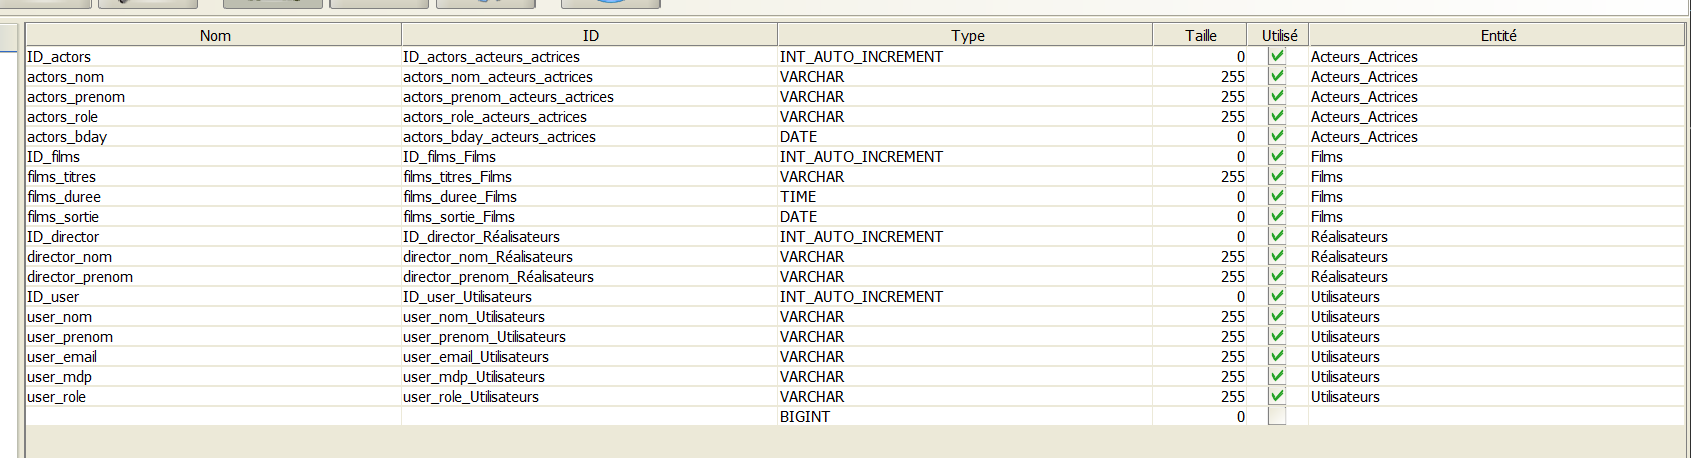 Nom ID Type Taille Utilisé Entité
ID_actors ID_actors_acteurs_actrices INT_AUTO_INCREMENT 0 Acteurs_Actrices
actors_nom actors_nom_acteurs_actrices VARCHAR 255 Acteurs_Actrices
actors_prenom actors_prenom_acteurs_actrices VARCHAR 255 Acteurs_Actrices
actors_role actors_role_acteurs_actrices VARCHAR 255 Acteurs_Actrices
actors_bday actors_bday_acteurs_actrices DATE 0 Acteurs_Actrices
ID_films ID_films_Films INT_AUTO_INCREMENT 0 Films
films_titres films_titres_Films VARCHAR 255 Films
films_duree films_duree_Films TIME 0 Films
films_sortie films_sortie_Films DATE 0 Films
ID_director ID_director_Réalisateurs INT_AUTO_INCREMENT 0 Réalisateurs
director_nom director_nom_Réalisateurs VARCHAR 255 Réalisateurs
director_prenom director_prenom_Réalisateurs VARCHAR 255 Réalisateurs
ID_user ID_user_Utilisateurs INT_AUTO_INCREMENT 0 Utilisateurs
user_nom user_nom_Utilisateurs VARCHAR 255 Utilisateurs
user_prenom user_prenom_Utilisateurs VARCHAR 255 Utilisateurs
user_email user_email_Utilisateurs VARCHAR 255 Utilisateurs
user_mdp user_mdp_Utilisateurs VARCHAR 255 Utilisateurs
user_role user_role_Utilisateurs VARCHAR 255 Utilisateurs
BIGINT 0